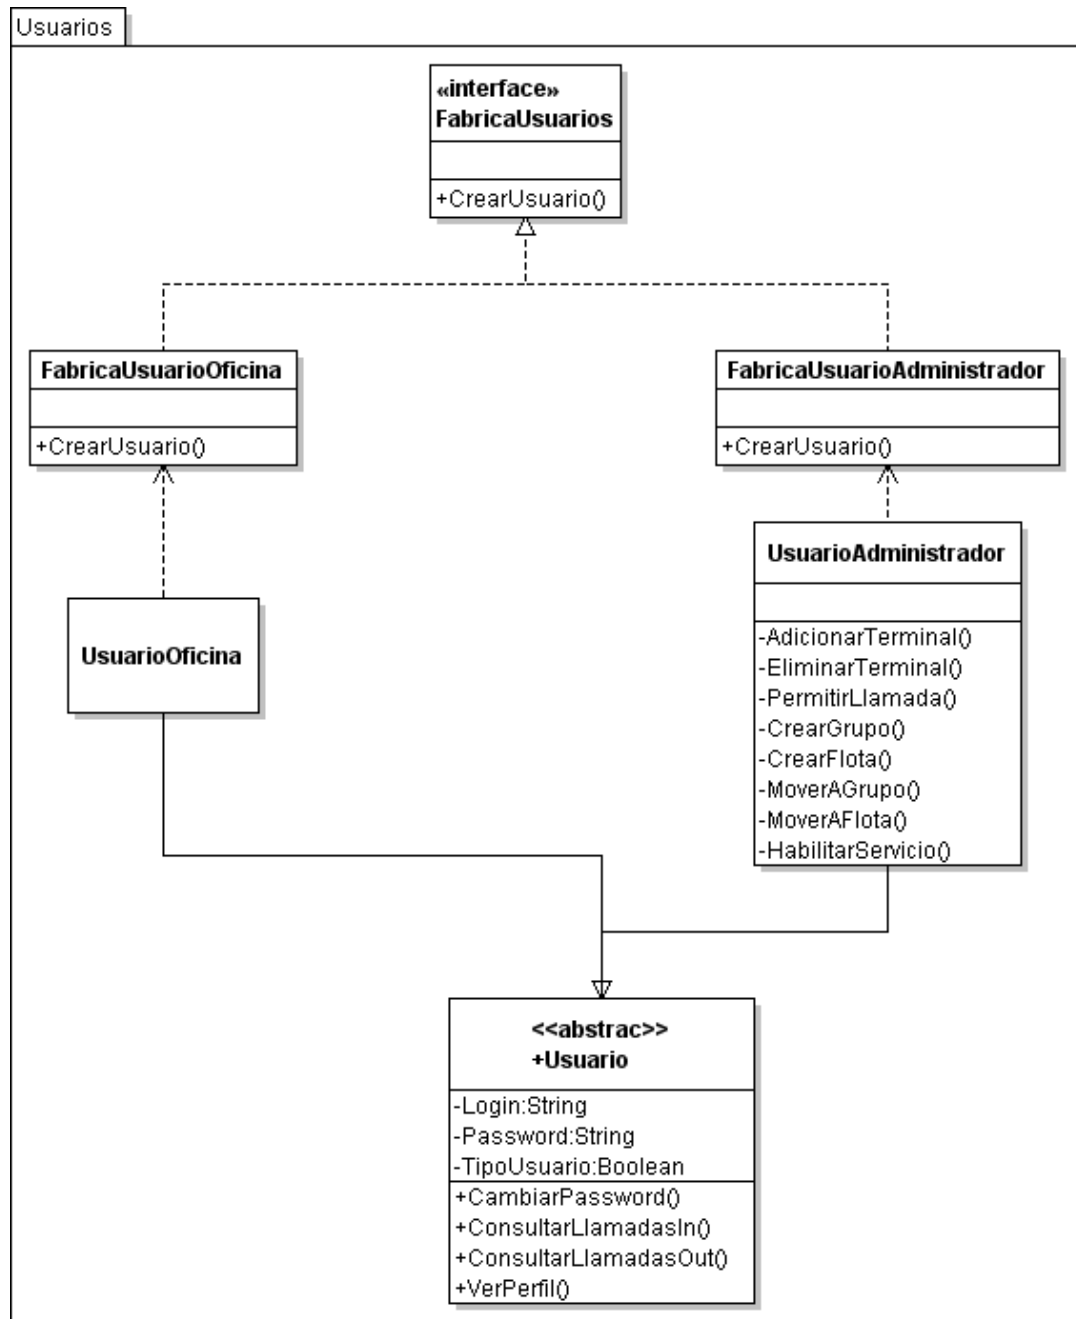 Usuarios
«interface»
FabricaUsuarios
+CrearUsuario()
FabricaUsuarioOficina
+CrearUsuario()
FabricaUsuarioAdministrador
+CrearUsuario()
UsuarioOficina
UsuarioAdministrador
-AdicionarTerminal()
-EliminarTerminal()
-PermitirLlamada()
-CrearGrupo()
-CrearFlota()
-MoverAGrupo()
-MoverAFlota()
-HabilitarServicio()
<<abstrac>>
+Usuario
-Login:String
-Password:String
-TipoUsuario:Boolean
+CambiarPassword()
+ConsultarLlamadasIn()
+ConsultarLlamadasOut()
+VerPerfil()